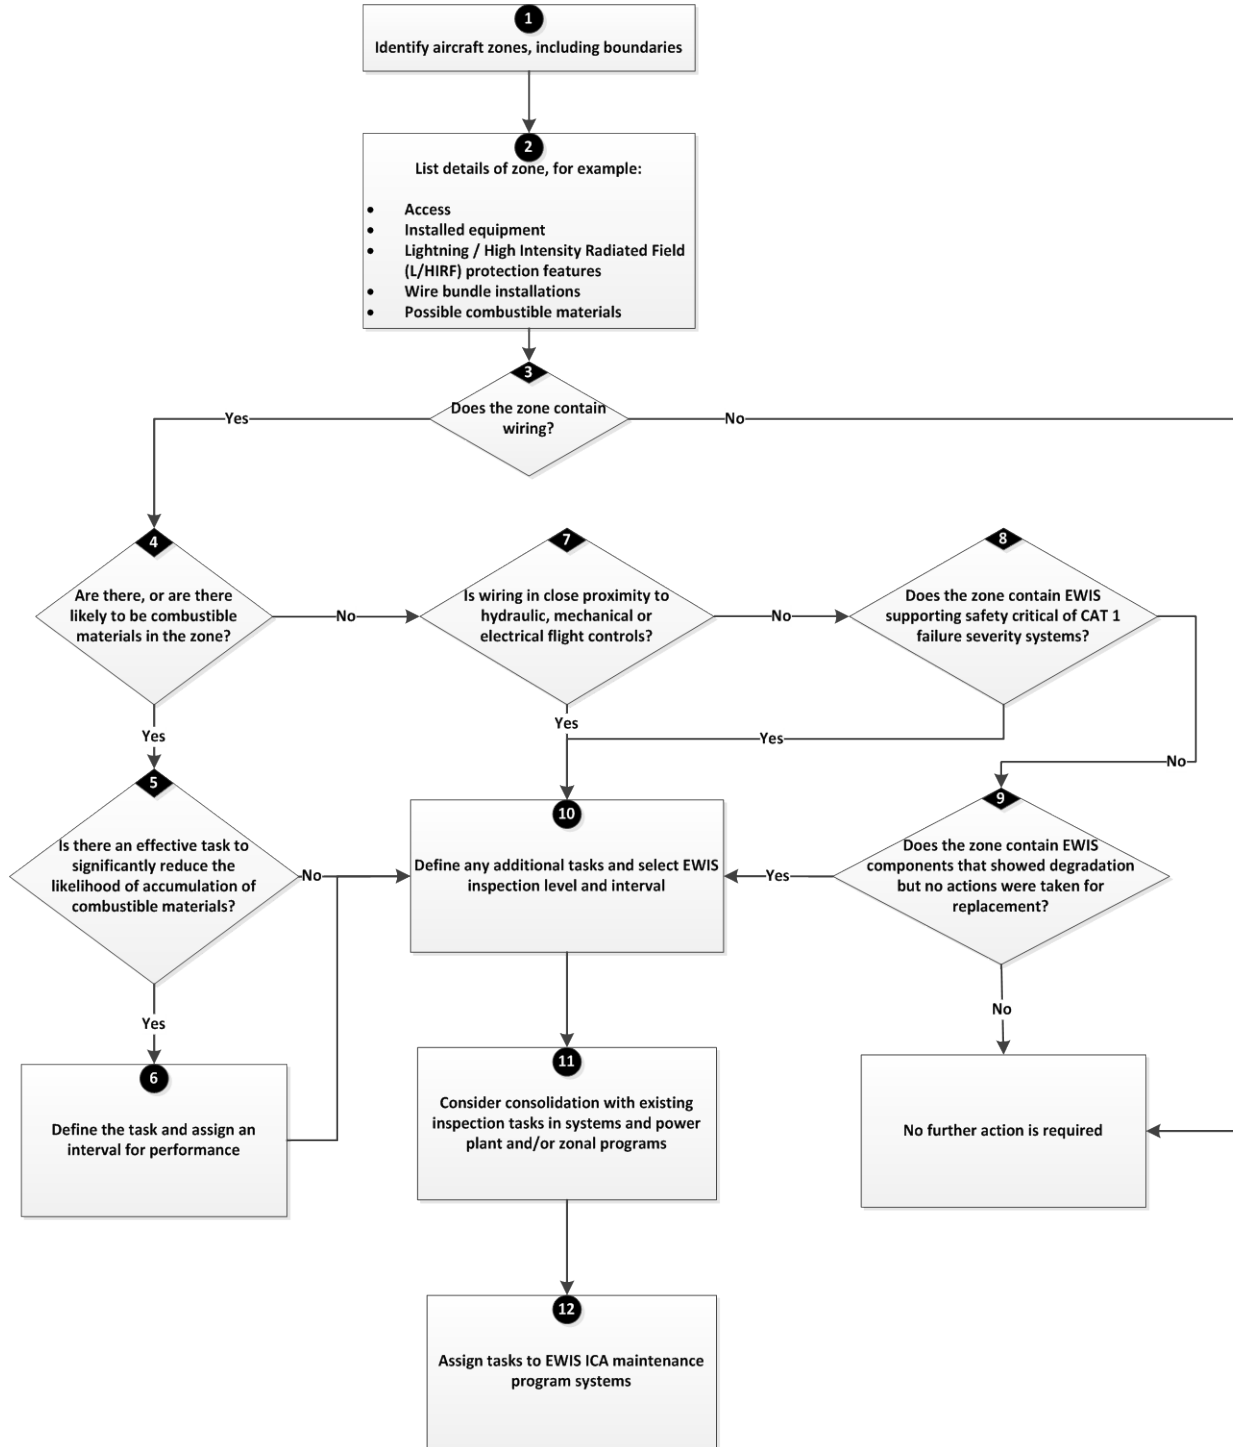 1
Identify aircraft zones, including boundaries
2
List details of zone, for example:
• Access
• Installed equipment
• Lightning / High Intensity Radiated Field
(L/HIRF) protection features
• Wire bundle installations
• Possible combustible materials
3
Does the zone contain
wiring?
Yes
No
4
Are there, or are there
likely to be combustible
materials in the zone?
No
Yes
7
Is wiring in close proximity to
hydraulic, mechanical or
electrical flight controls?
No
Yes
8
Does the zone contain EWIS
supporting safety critical of CAT 1
failure severity systems?
Yes
No
5
Is there an effective task to
significantly reduce the
likelihood of accumulation of
combustible materials?
No
Yes
10
Define any additional tasks and select EWIS
inspection level and interval
9
Does the zone contain EWIS
components that showed degradation
but no actions were taken for
replacement?
Yes
No
6
Define the task and assign an
interval for performance
11
Consider consolidation with existing
inspection tasks in systems and power
plant and/or zonal programs
No further action is required
12
Assign tasks to EWIS ICA maintenance
program systems